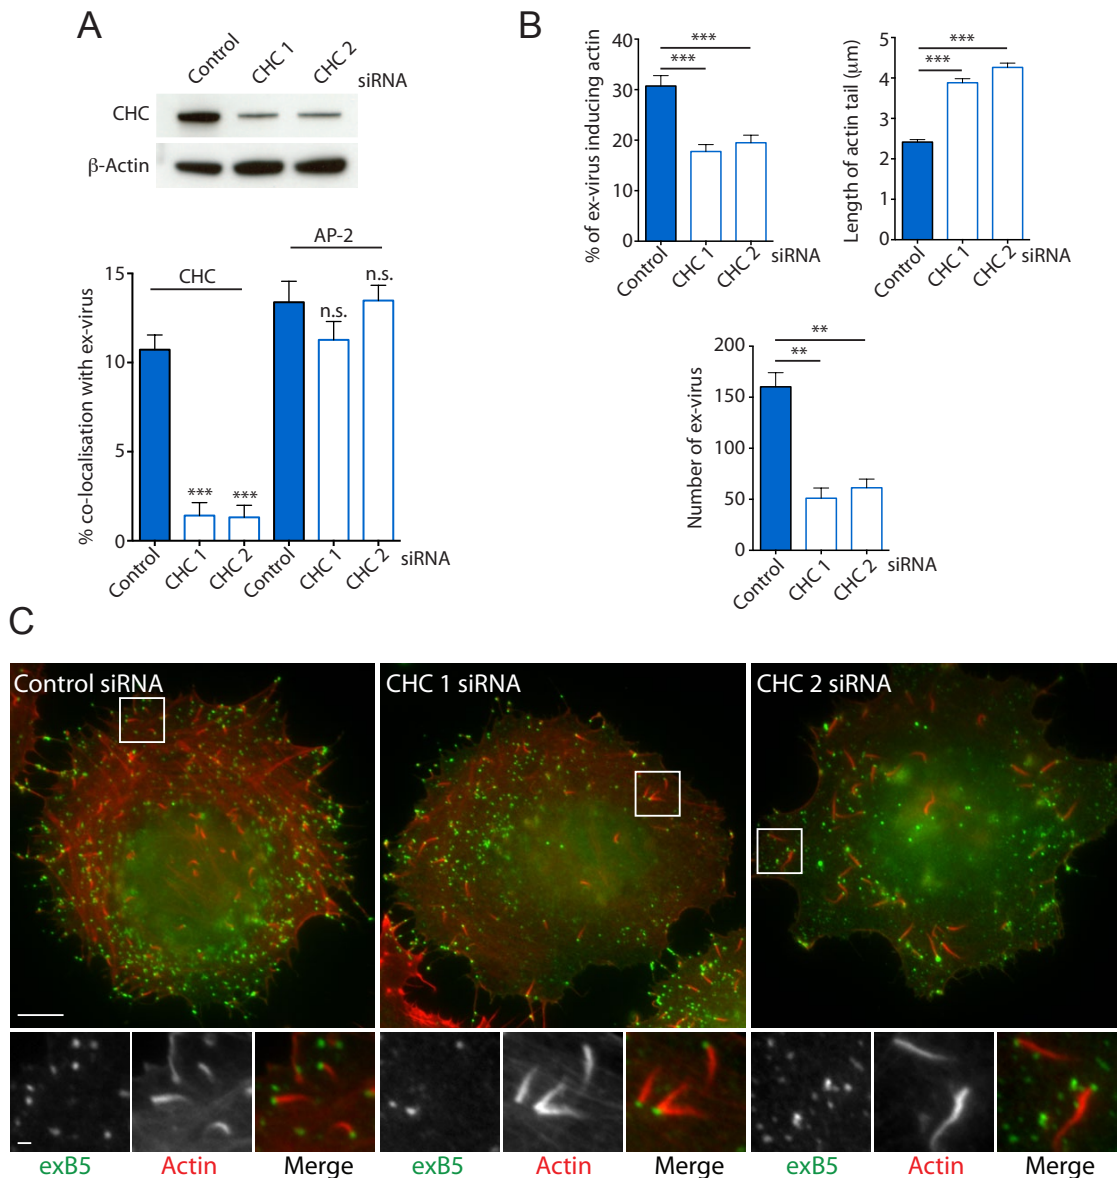 A
Control
CHC 1
CHC 2
siRNA
CHC
β-Actin
% co-localisation with ex-virus
15
10
5
0
CHC
AP-2
***
***
n.s.
n.s.
Control
CHC 1
CHC 2
Control
CHC 1
CHC 2
siRNA
B
% of ex-virus inducing actin
40
30
20
10
0
***
***
Control
CHC 1
CHC 2
siRNA
Length of actin tail (μm)
5
4
3
2
1
0
***
***
Control
CHC 1
CHC 2
siRNA
Number of ex-virus
200
150
100
50
0
**
**
Control
CHC 1
CHC 2
siRNA
C
Control siRNA
CHC 1 siRNA
CHC 2 siRNA
exB5
Actin
Merge
exB5
Actin
Merge
exB5
Actin
Merge